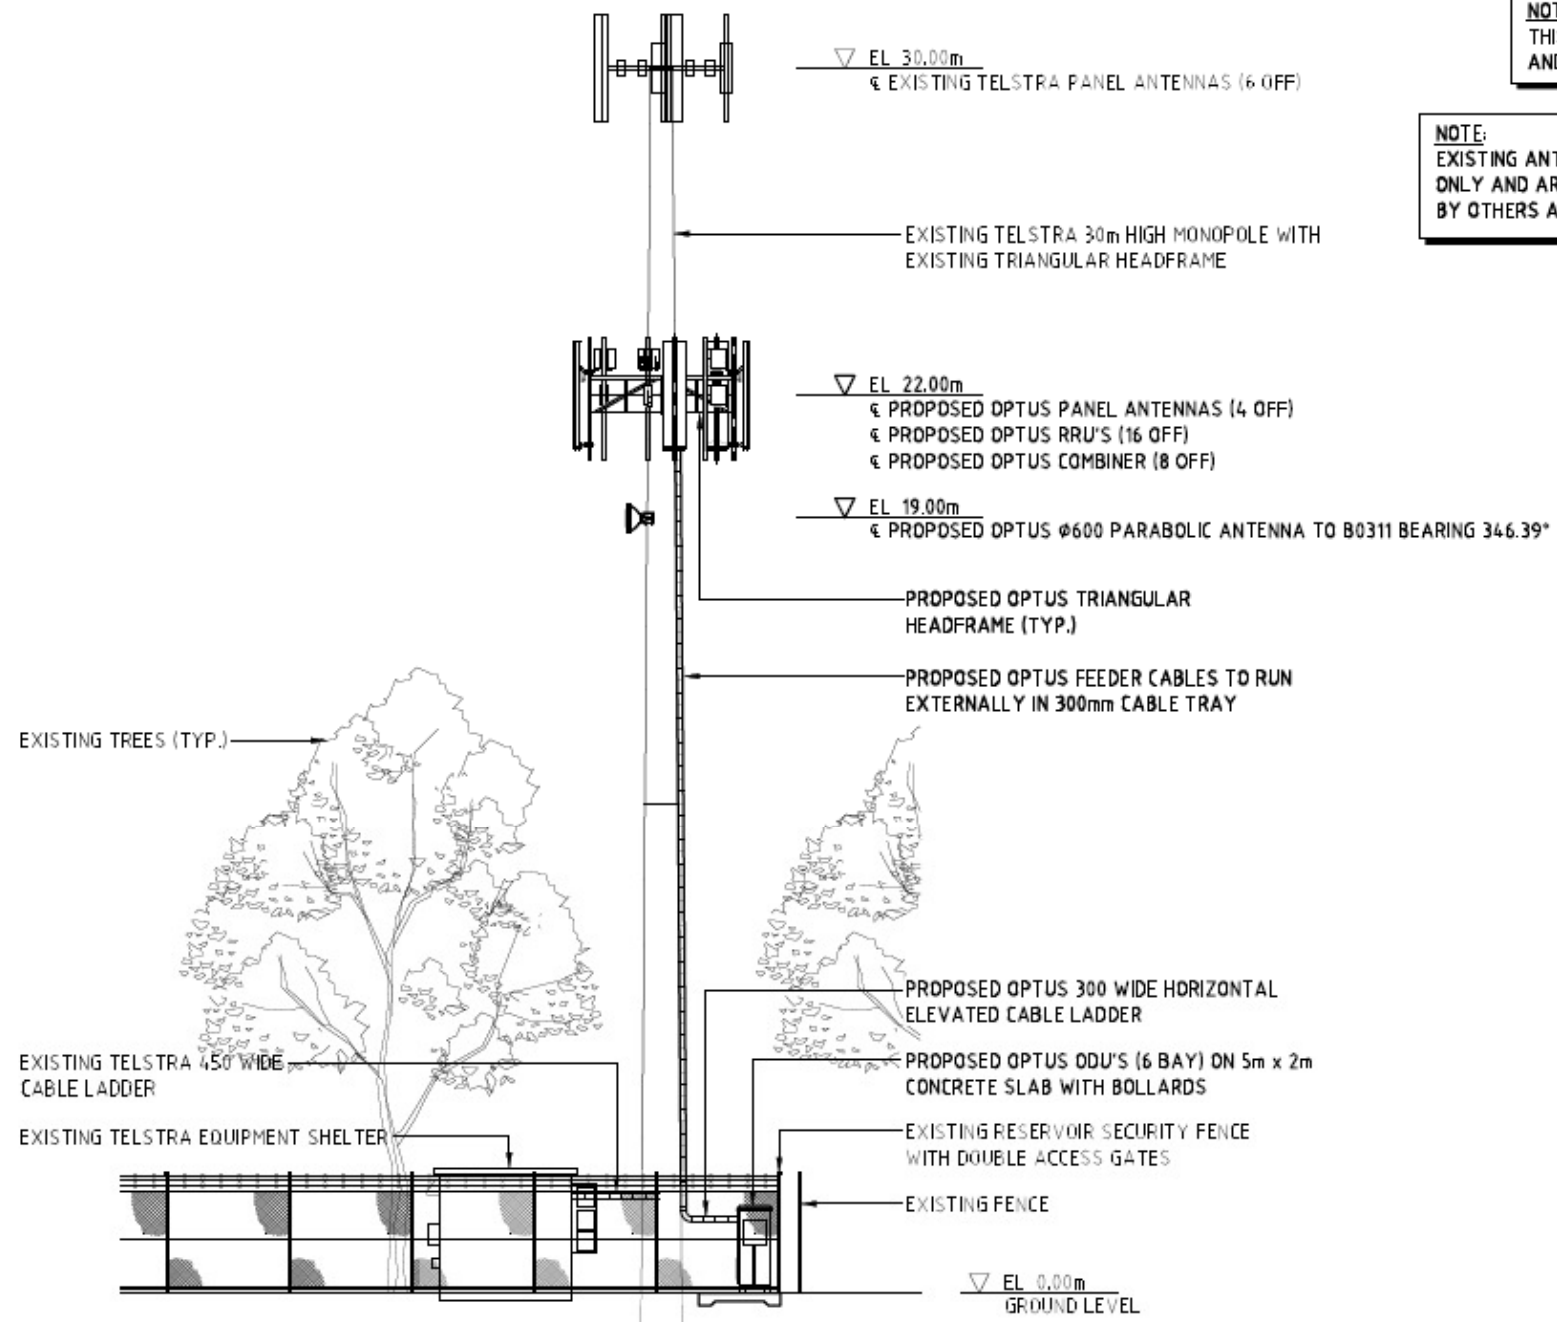 NOT
THI
AND
EL 30.00m
℄ EXISTING TELSTRA PANEL ANTENNAS (6 OFF)
NOTE:
EXISTING ANT
ONLY AND AR
BY OTHERS A
EXISTING TELSTRA 30m HIGH MONOPOLE WITH
EXISTING TRIANGULAR HEADFRAME
EL 22.00m
℄ PROPOSED OPTUS PANEL ANTENNAS (4 OFF)
℄ PROPOSED OPTUS RRU'S (16 OFF)
℄ PROPOSED OPTUS COMBINER (8 OFF)
EL 19.00m
℄ PROPOSED OPTUS Ø600 PARABOLIC ANTENNA TO B0311 BEARING 346.39°
PROPOSED OPTUS TRIANGULAR
HEADFRAME (TYP.)
PROPOSED OPTUS FEEDER CABLES TO RUN
EXTERNALLY IN 300mm CABLE TRAY
EXISTING TREES (TYP.)
PROPOSED OPTUS 300 WIDE HORIZONTAL
ELEVATED CABLE LADDER
EXISTING TELSTRA 450 WIDE
CABLE LADDER
PROPOSED OPTUS ODU'S (6 BAY) ON 5m x 2m
CONCRETE SLAB WITH BOLLARDS
EXISTING TELSTRA EQUIPMENT SHELTER
EXISTING RESERVOIR SECURITY FENCE
WITH DOUBLE ACCESS GATES
EXISTING FENCE
EL 0.00m
GROUND LEVEL